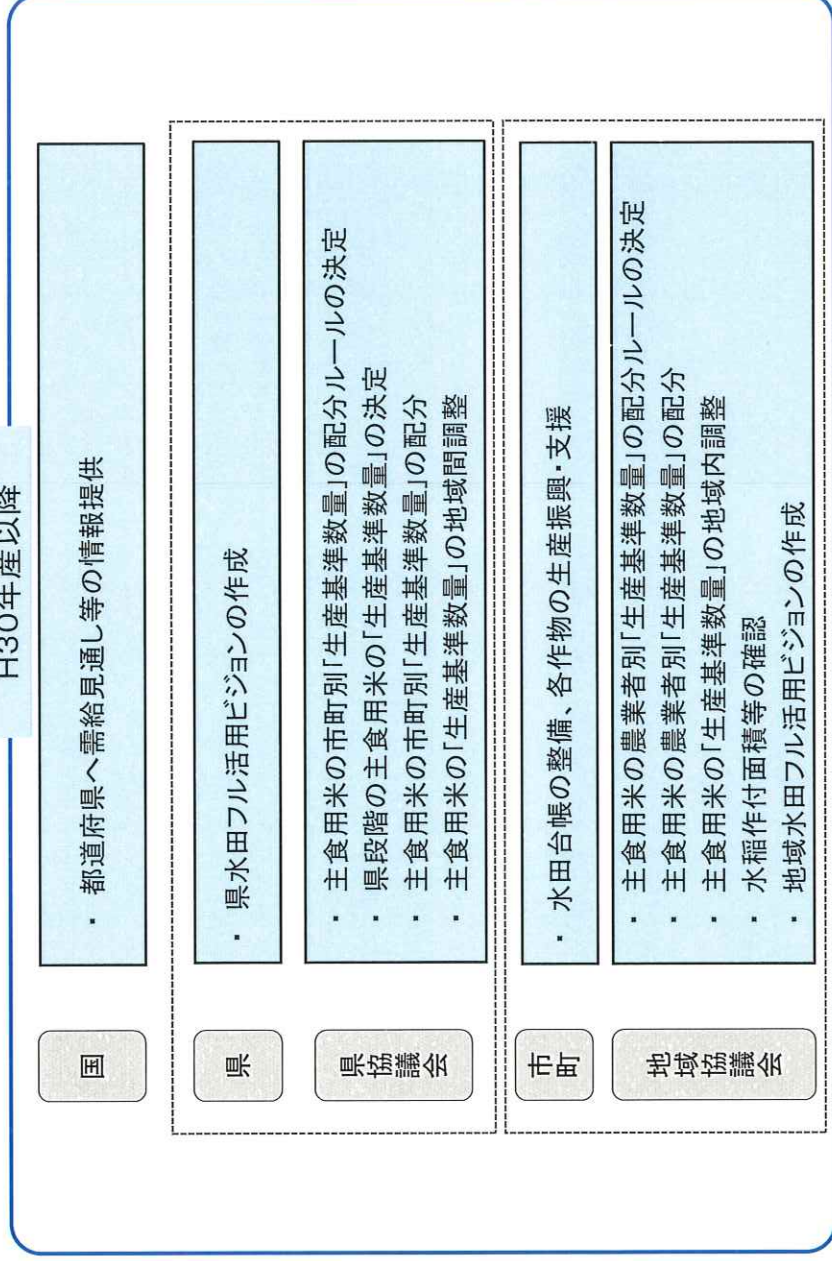 H30年産以降
国
・ 都道府県へ需給見通し等の情報提供
県
・ 県水田フル活用ビジョンの作成
県協議会
・ 主食用米の市町別「生産基準数量」の配分ルールの決定
・ 県段階の主食用米の「生産基準数量」の決定
・ 主食用米の市町別「生産基準数量」の配分
・ 主食用米の「生産基準数量」の地域間調整
市町
・ 水田台帳の整備、各作物の生産振興・支援
地域協議会
・ 主食用米の農業者別「生産基準数量」の配分ルールの決定
・ 主食用米の農業者別「生産基準数量」の配分
・ 主食用米の「生産基準数量」の地域内調整
・ 水稲作付面積等の確認
・ 地域水田フル活用ビジョンの作成